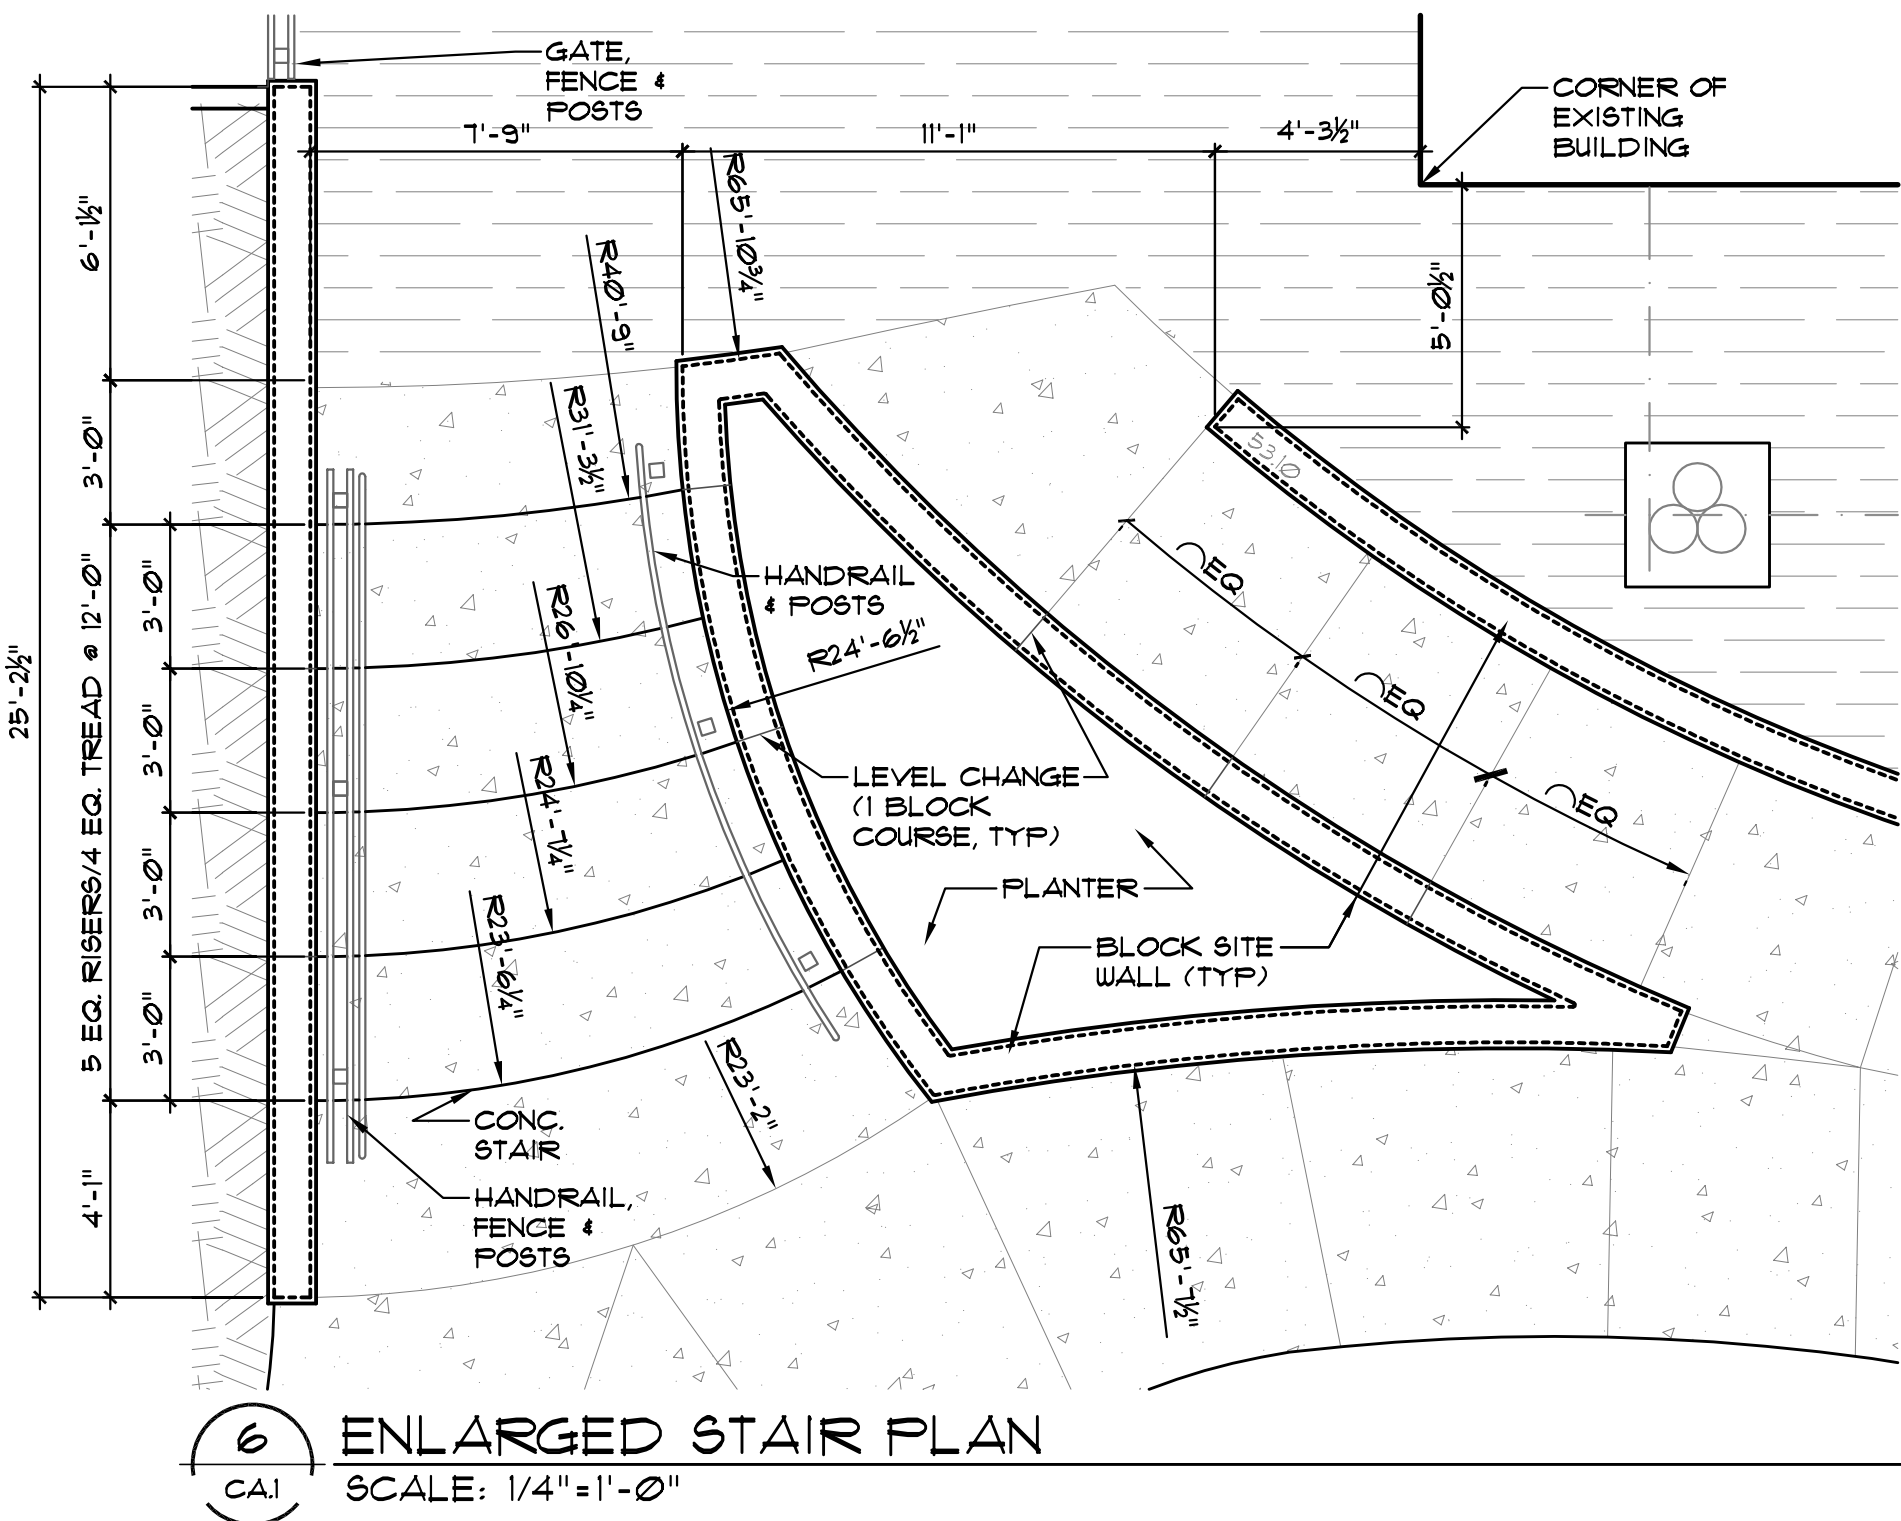 GATE,
FENCE &
POSTS
CORNER OF
EXISTING
BUILDING
7'-9"
11'-1"
4'-3½"
R65'-10¾"
6'-1½"
R40'-9"
5'-0½"
R31'-3½"
3'-0"
53.10
HANDRAIL
& POSTS
EQ
R26'-10¼"
R24'-6½"
3'-0"
25'-2½"
5 EQ. RISERS/4 EQ. TREAD @ 12'-0"
EQ
3'-0"
R24'-7¼"
LEVEL CHANGE
(1 BLOCK
COURSE, TYP)
EQ
3'-0"
PLANTER
R23'-6¼"
BLOCK SITE
WALL (TYP)
3'-0"
R23'-2"
CONC.
STAIR
4'-1"
HANDRAIL,
FENCE &
POSTS
R65'-7½"
6
CA.1
ENLARGED STAIR PLAN
SCALE: 1/4"=1'-0"